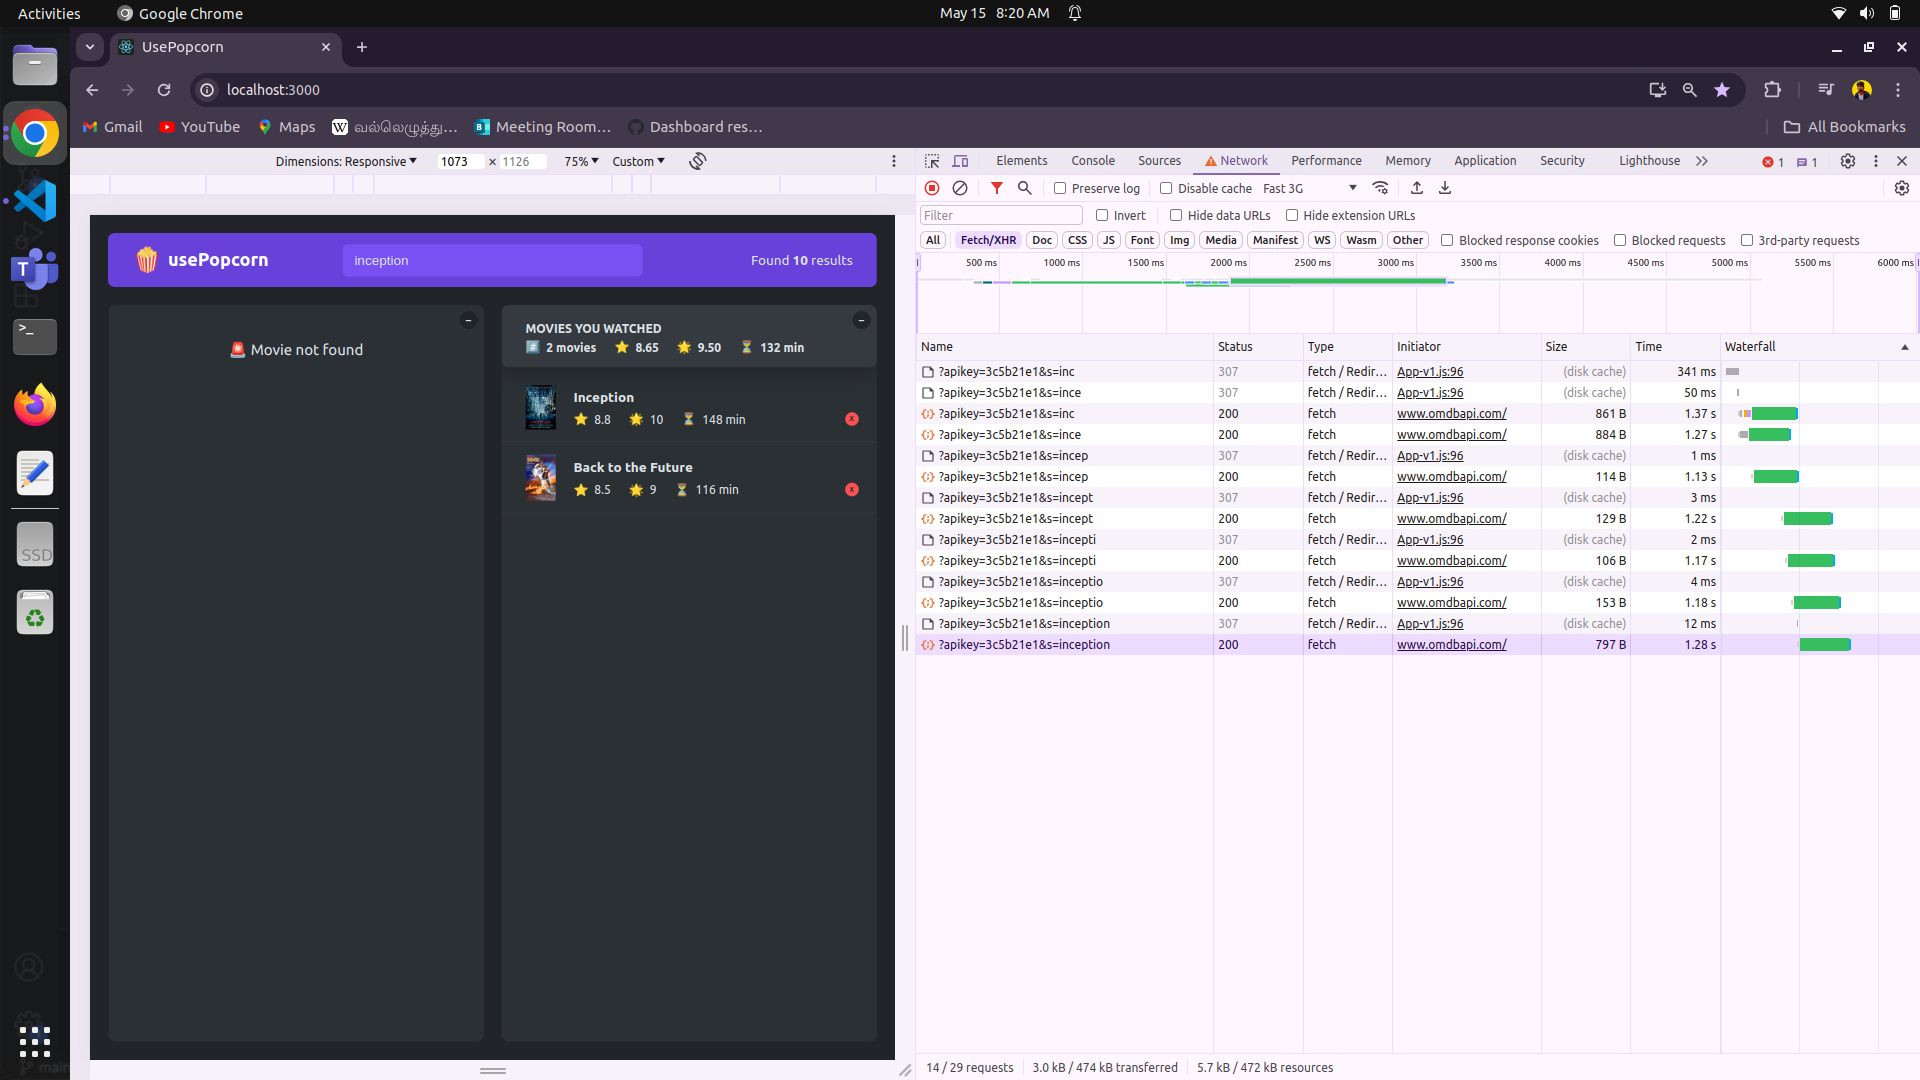 Activities Google Chrome May 15 8:20 AM
UsePopcorn
localhost:3000
Gmail YouTube Maps வல்லெழுத்து... Meeting Room... Dashboard res... All Bookmarks
Dimensions: Responsive 1073 × 1126 75% Custom
Elements Console Sources Network Performance Memory Application Security Lighthouse 1 1
Preserve log Disable cache Fast 3G
Filter Invert Hide data URLs Hide extension URLs
All Fetch/XHR Doc CSS JS Font Img Media Manifest WS Wasm Other Blocked response cookies Blocked requests 3rd-party requests
500 ms 1000 ms 1500 ms 2000 ms 2500 ms 3000 ms 3500 ms 4000 ms 4500 ms 5000 ms 5500 ms 6000 ms
usePopcorn inception Found 10 results
Movie not found
MOVIES YOU WATCHED
# 2 movies 8.65 9.50 132 min
Inception
8.8 10 148 min
Back to the Future
8.5 9 116 min
Name Status Type Initiator Size Time Waterfall
?apikey=3c5b21e1&s=inc 307 fetch / Redir... App-v1.js:96 (disk cache) 341 ms
?apikey=3c5b21e1&s=ince 307 fetch / Redir... App-v1.js:96 (disk cache) 50 ms
?apikey=3c5b21e1&s=inc 200 fetch www.omdbapi.com/ 861 B 1.37 s
?apikey=3c5b21e1&s=ince 200 fetch www.omdbapi.com/ 884 B 1.27 s
?apikey=3c5b21e1&s=incep 307 fetch / Redir... App-v1.js:96 (disk cache) 1 ms
?apikey=3c5b21e1&s=incep 200 fetch www.omdbapi.com/ 114 B 1.13 s
?apikey=3c5b21e1&s=incept 307 fetch / Redir... App-v1.js:96 (disk cache) 3 ms
?apikey=3c5b21e1&s=incept 200 fetch www.omdbapi.com/ 129 B 1.22 s
?apikey=3c5b21e1&s=incepti 307 fetch / Redir... App-v1.js:96 (disk cache) 2 ms
?apikey=3c5b21e1&s=incepti 200 fetch www.omdbapi.com/ 106 B 1.17 s
?apikey=3c5b21e1&s=inceptio 307 fetch / Redir... App-v1.js:96 (disk cache) 4 ms
?apikey=3c5b21e1&s=inceptio 200 fetch www.omdbapi.com/ 153 B 1.18 s
?apikey=3c5b21e1&s=inception 307 fetch / Redir... App-v1.js:96 (disk cache) 12 ms
?apikey=3c5b21e1&s=inception 200 fetch www.omdbapi.com/ 797 B 1.28 s
SSD
main
14 / 29 requests 3.0 kB / 474 kB transferred 5.7 kB / 472 kB resources